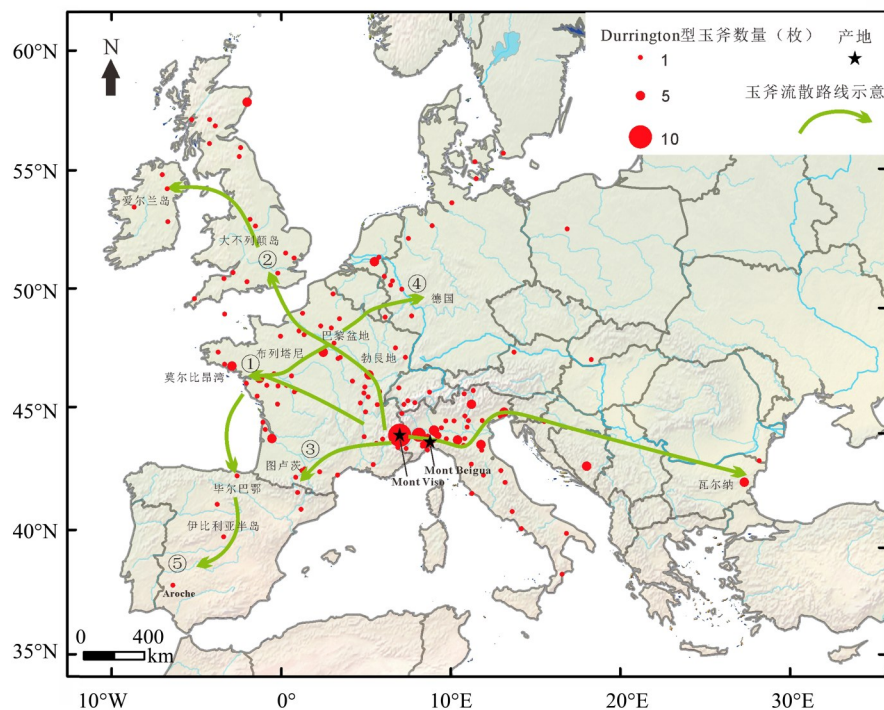 60°N
55°N
50°N
45°N
40°N
35°N
N
Durrington型玉斧数量（枚）
产地
1
5
10
玉斧流散路线示意
爱尔兰岛
大不列颠岛
②
④
德国
巴黎盆地
布列塔尼
勃艮地
①
莫尔比昂湾
③
图卢茨
Mont Beigua
Mont Viso
瓦尔纳
毕尔巴鄂
伊比利亚半岛
⑤
Aroche
0 400
km
10°W 0° 10°E 20°E 30°E